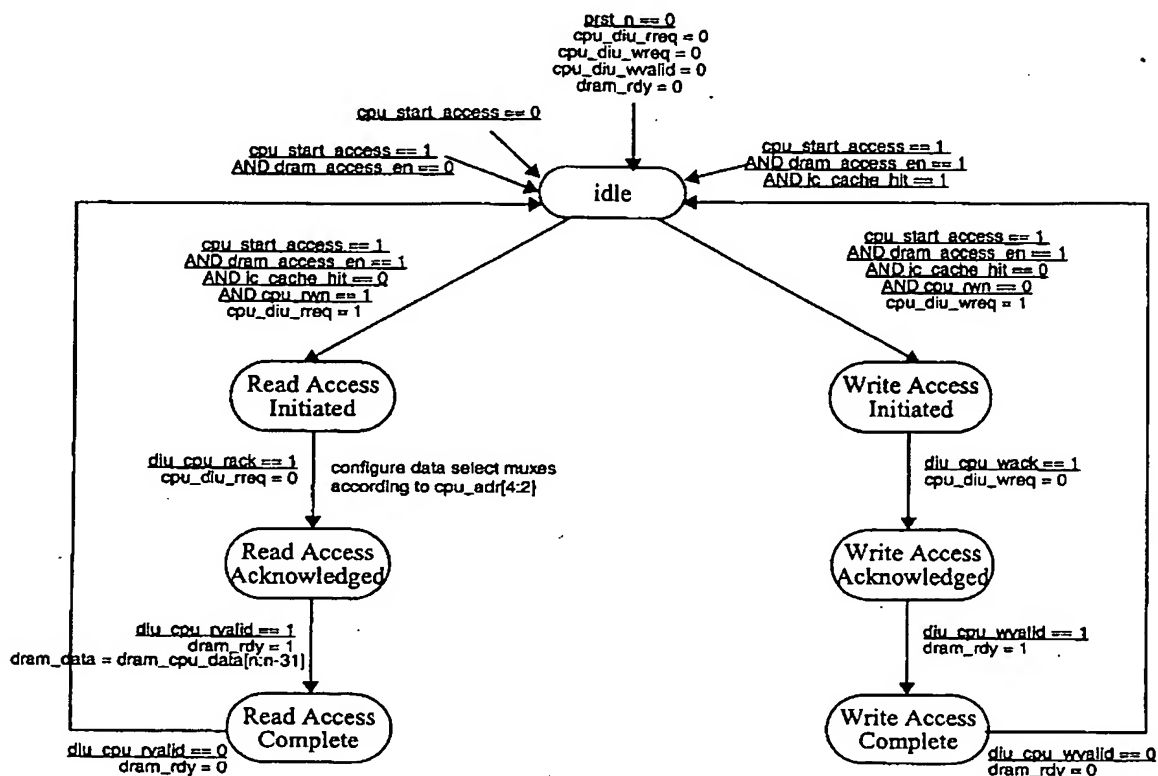 prst_n == 0
cpu_diu_rreq = 0
cpu_diu_wreq = 0
cpu_diu_wvalid = 0
dram_rdy = 0
cpu_start_access == 0
cpu_start_access == 1
AND dram_access_en == 0
cpu_start_access == 1
AND dram_access_en == 1
AND ic_cache_hit == 1
idle
cpu_start_access == 1
AND dram_access_en == 1
AND ic_cache_hit == 0
AND cpu_rwn == 1
cpu_diu_rreq = 1
cpu_start_access == 1
AND dram_access_en == 1
AND ic_cache_hit == 0
AND cpu_rwn == 0
cpu_diu_wreq = 1
Read Access
Initiated
Write Access
Initiated
diu_cpu_rack == 1
cpu_diu_rreq = 0
configure data select muxes
according to cpu_adr[4:2]
diu_cpu_wack == 1
cpu_diu_wreq = 0
Read Access
Acknowledged
Write Access
Acknowledged
diu_cpu_rvalid == 1
dram_rdy = 1
dram_data = dram_cpu_data[n:n-31]
diu_cpu_wvalid == 1
dram_rdy = 1
Read Access
Complete
Write Access
Complete
diu_cpu_rvalid == 0
dram_rdy = 0
diu_cpu_wvalid == 0
dram_rdy = 0